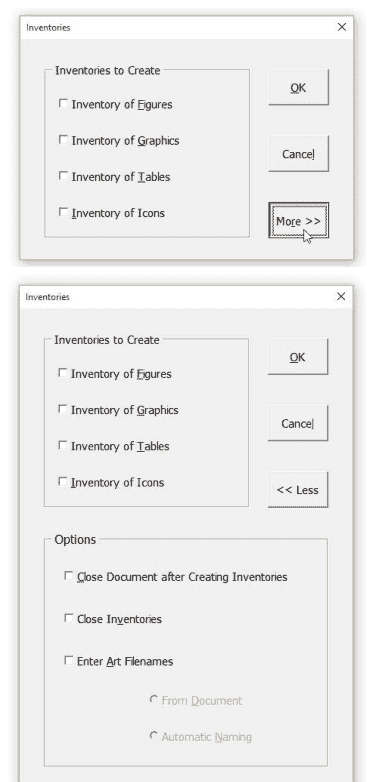 Inventories
Inventories to Create
Inventory of Figures
Inventory of Graphics
Inventory of Tables
Inventory of Icons
OK
Cancel
More >>
Inventories
Inventories to Create
Inventory of Figures
Inventory of Graphics
Inventory of Tables
Inventory of Icons
OK
Cancel
<< Less
Options
Close Document after Creating Inventories
Close Inventories
Enter Art Filenames
From Document
Automatic Naming